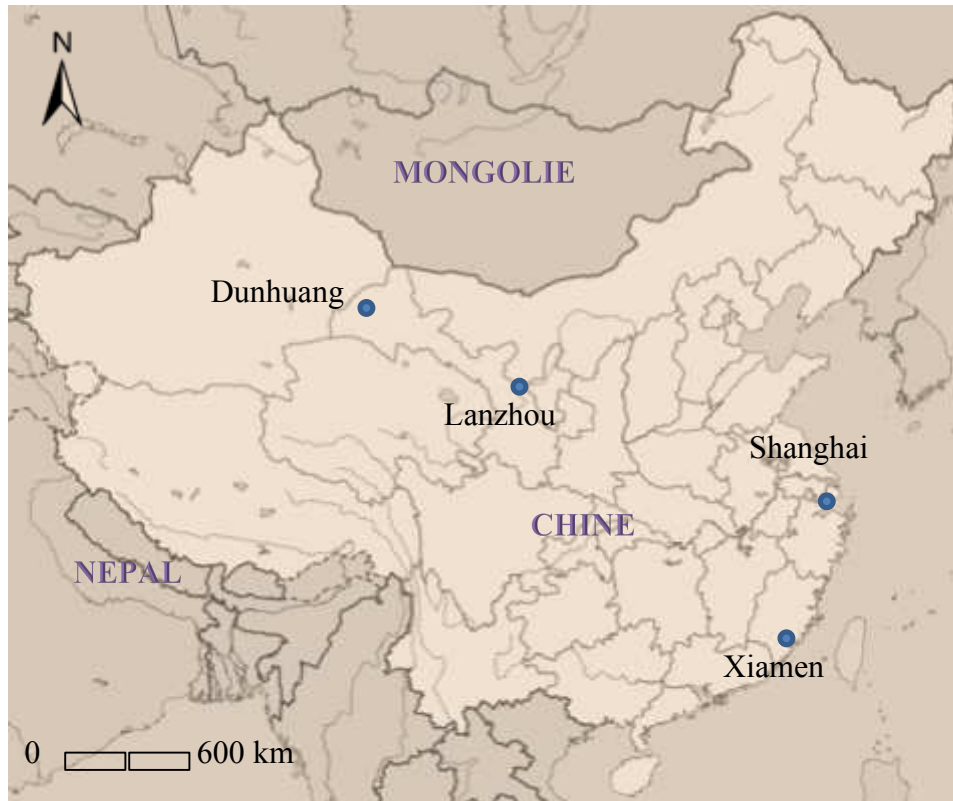 N
MONGOLIE
Dunhuang
Lanzhou
Shanghai
CHINE
NEPAL
Xiamen
0 600 km